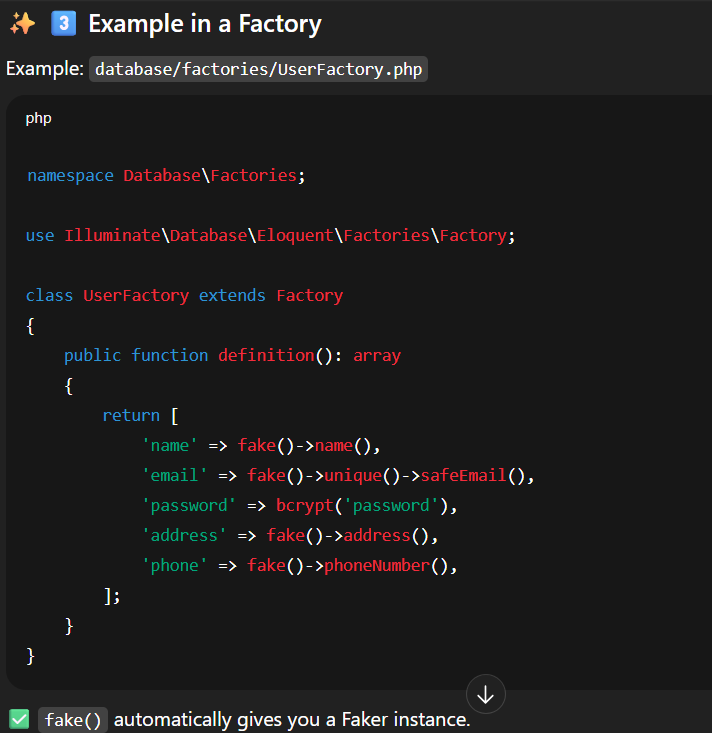 ✨ 3️⃣ Example in a Factory
Example: database/factories/UserFactory.php
php
namespace Database\Factories;
use Illuminate\Database\Eloquent\Factories\Factory;
class UserFactory extends Factory
{
    public function definition(): array
    {
        return [
            'name' => fake()->name(),
            'email' => fake()->unique()->safeEmail(),
            'password' => bcrypt('password'),
            'address' => fake()->address(),
            'phone' => fake()->phoneNumber(),
        ];
    }
}
✅ fake() automatically gives you a Faker instance.